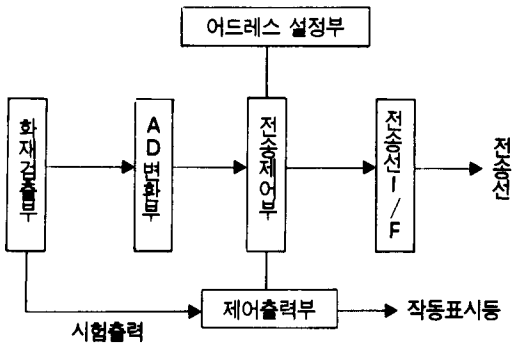 어드레스 설정부
화재검출부
AD변화부
전송제어부
전송선I/F
전송선
제어출력부
작동표시등
시험출력